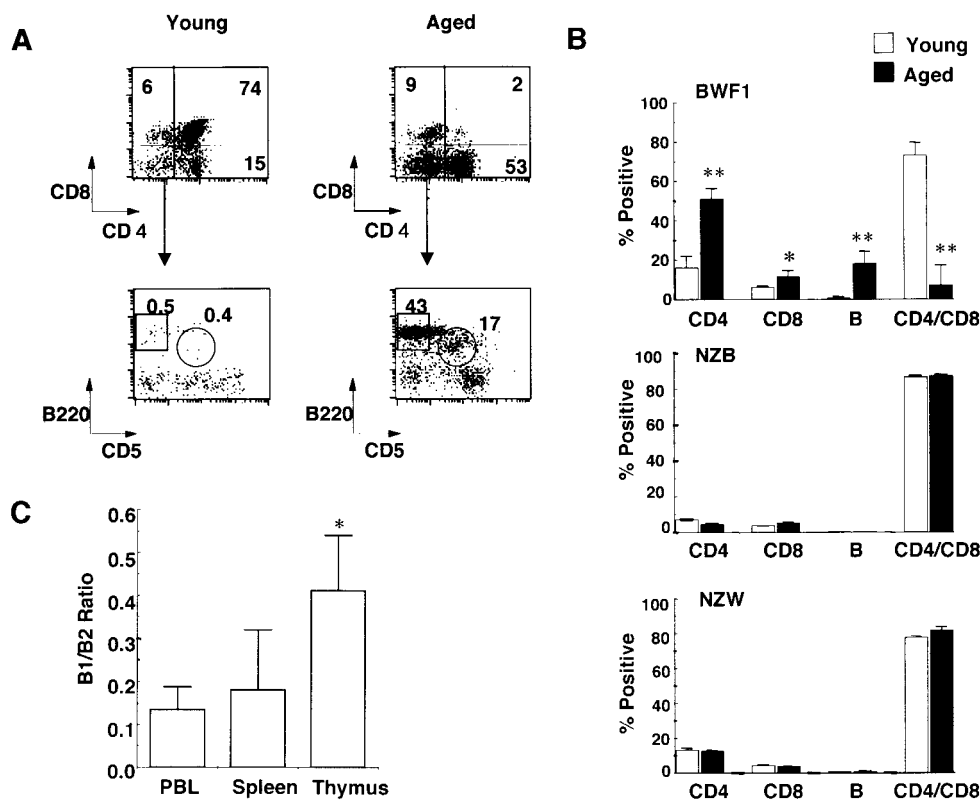 A
Young
Aged
6
74
15
9
2
53
CD8
CD 4
CD8
CD 4
0.5
0.4
43
17
B220
CD5
B220
CD5
B
Young
Aged
BWF1
100
80
60
40
20
0
% Positive
**
*
**
**
CD4
CD8
B
CD4/CD8
NZB
100
80
60
40
20
0
% Positive
CD4
CD8
B
CD4/CD8
NZW
100
80
60
40
20
0
% Positive
CD4
CD8
B
CD4/CD8
C
0.6
0.5
0.4
0.3
0.2
0.1
0.0
B1/B2 Ratio
*
PBL
Spleen
Thymus